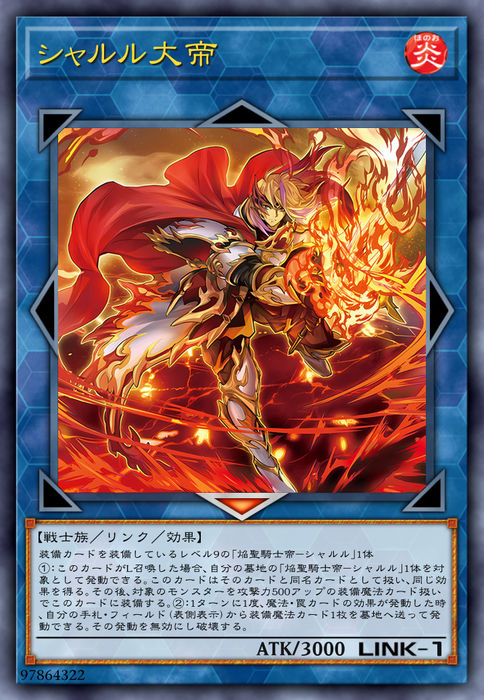 シャルル大帝
ほのお
炎
【戦士族／リンク／効果】
装備カードを装備しているレベル9の「焔聖騎士帝－シャルル」1体
①：このカードがL召喚した場合、自分の墓地の「焔聖騎士帝－シャルル」1体を対
象として発動できる。このカードはその墓地と同名カードとして扱い、同じ効
果を得る。その後、対象のモンスターを攻撃力500アップの装備魔法カード扱い
でこのカードに装備する。②：1ターンに1度、魔法・罠カードの効果が発動した時、
自分の手札・フィールド(表側表示)から装備魔法カード1枚を墓地へ送って発
動できる。その発動を無効にし破壊する。
ATK/3000 LINK-1
97864322